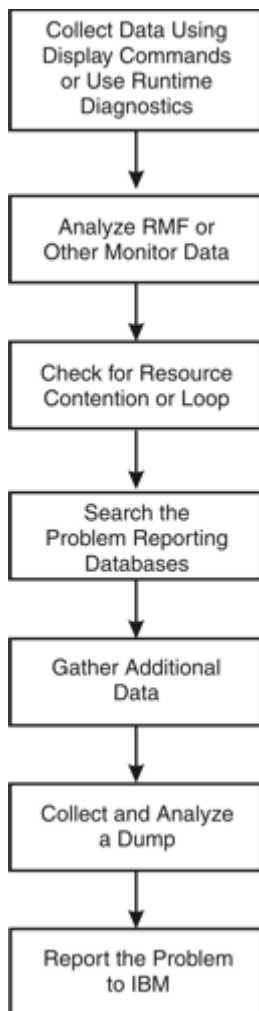 Collect Data Using
Display Commands
or Use Runtime
Diagnostics
Analyze RMF or
Other Monitor Data
Check for Resource
Contention or Loop
Search the
Problem Reporting
Databases
Gather Additional
Data
Collect and Analyze
a Dump
Report the Problem
to IBM